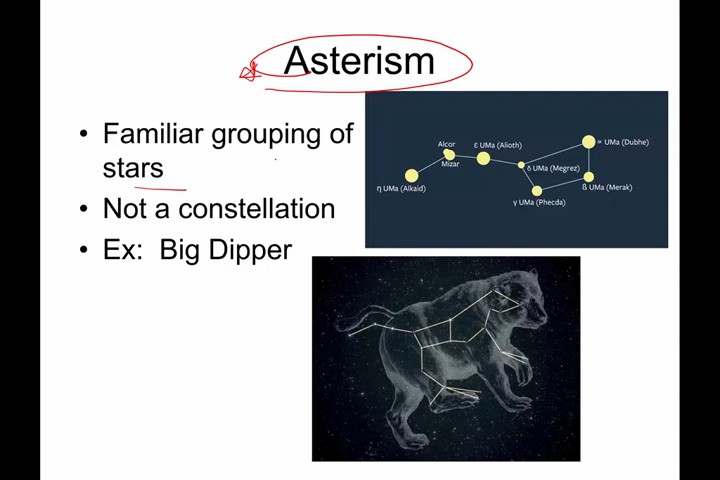 Asterism
• Familiar grouping of
stars
• Not a constellation
• Ex: Big Dipper
Alcor
Mizar
ε UMa (Alioth)
α UMa (Dubhe)
η UMa (Alkaid)
δ UMa (Megrez)
γ UMa (Phecda)
ß UMa (Merak)